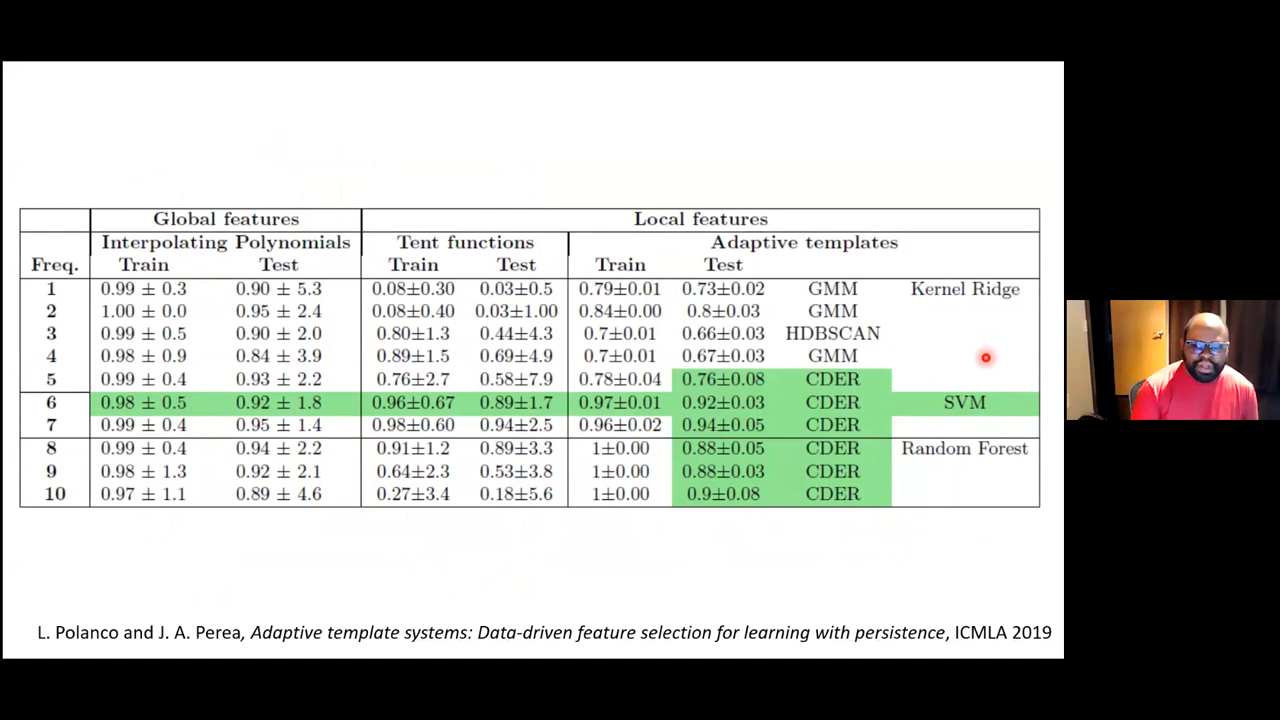 Global features Local features
Interpolating Polynomials Tent functions Adaptive templates
Freq. Train Test Train Test Train Test
1 0.99 ± 0.3 0.90 ± 5.3 0.08±0.30 0.03±0.5 0.79±0.01 0.73±0.02 GMM Kernel Ridge
2 1.00 ± 0.0 0.95 ± 2.4 0.08±0.40 0.03±1.00 0.84±0.00 0.8±0.03 GMM
3 0.99 ± 0.5 0.90 ± 2.0 0.80±1.3 0.44±4.3 0.7±0.01 0.66±0.03 HDBSCAN
4 0.98 ± 0.9 0.84 ± 3.9 0.89±1.5 0.69±4.9 0.7±0.01 0.67±0.03 GMM
5 0.99 ± 0.4 0.93 ± 2.2 0.76±2.7 0.58±7.9 0.78±0.04 0.76±0.08 CDER
6 0.98 ± 0.5 0.92 ± 1.8 0.96±0.67 0.89±1.7 0.97±0.01 0.92±0.03 CDER SVM
7 0.99 ± 0.4 0.95 ± 1.4 0.98±0.60 0.94±2.5 0.96±0.02 0.94±0.05 CDER
8 0.99 ± 0.4 0.94 ± 2.2 0.91±1.2 0.89±3.3 1±0.00 0.88±0.05 CDER Random Forest
9 0.98 ± 1.3 0.92 ± 2.1 0.64±2.3 0.53±3.8 1±0.00 0.88±0.03 CDER
10 0.97 ± 1.1 0.89 ± 4.6 0.27±3.4 0.18±5.6 1±0.00 0.9±0.08 CDER
L. Polanco and J. A. Perea, Adaptive template systems: Data-driven feature selection for learning with persistence, ICMLA 2019